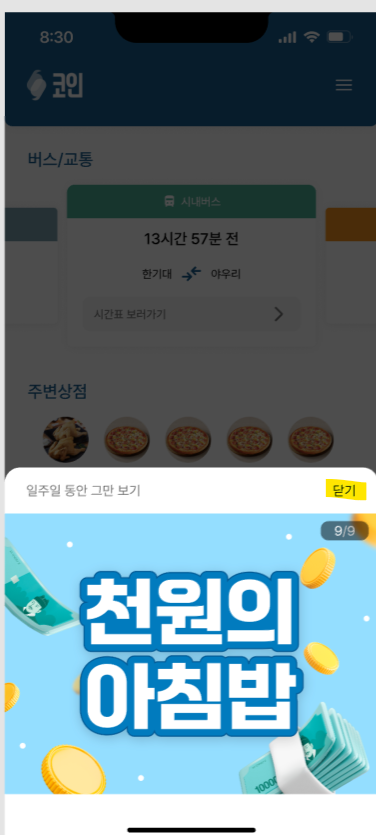 8:30
코인
버스/교통
시내버스
13시간 57분 전
한기대 야우리
시간표 보러가기
주변상점
일주일 동안 그만 보기 닫기
9/9
천원의
아침밥
10000